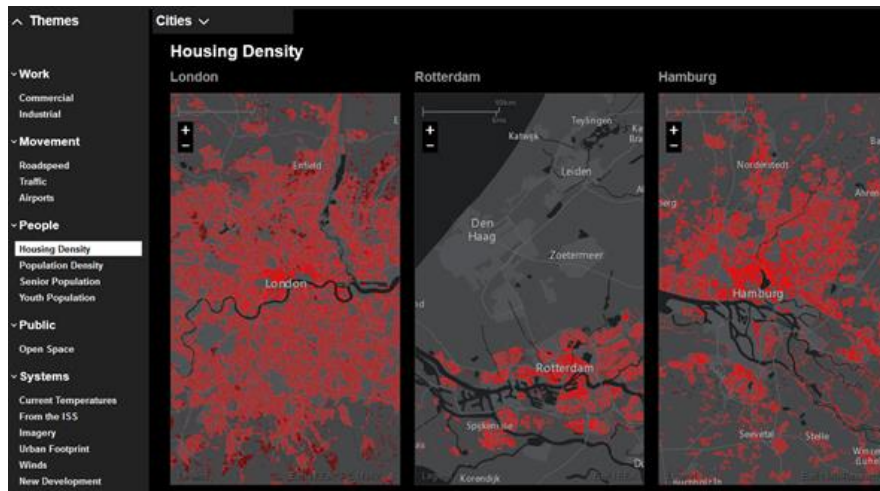 Themes
Cities
Housing Density
London
Rotterdam
Hamburg
Work
Commercial
Industrial
Movement
Roadspeed
Traffic
Airports
People
Housing Density
Population Density
Senior Population
Youth Population
Public
Open Space
Systems
Current Temperatures
From the ISS
Imagery
Urban Footprint
Winds
New Development
+
−
Enfield
London
+
−
Teylingen
Katwijk
Leiden
Den
Haag
Zoetermeer
Rotterdam
Spijkenisse
Korendijk
+
−
Norderstedt
Ahren
Hamburg
Seevetal
Stelle